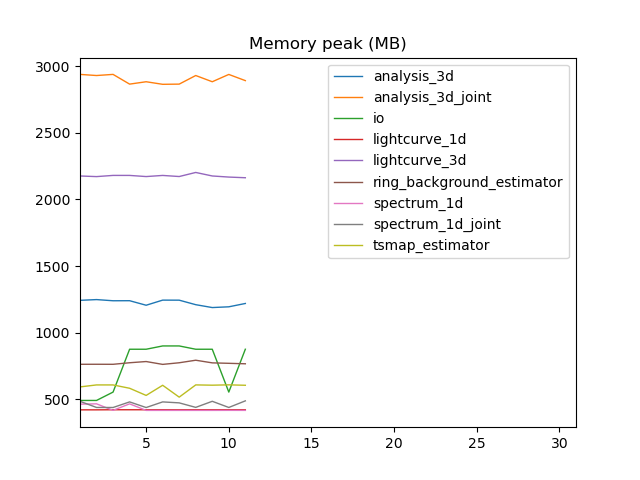 Memory peak (MB)
3000
2500
2000
1500
1000
500
5
10
15
20
25
30
analysis_3d
analysis_3d_joint
io
lightcurve_1d
lightcurve_3d
ring_background_estimator
spectrum_1d
spectrum_1d_joint
tsmap_estimator